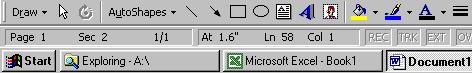 Draw AutoShapes A
Page 1 Sec 2 1/1 At 1.6" Ln 58 Col 1 REC TRK EXT OV
Start Exploring - A:\ Microsoft Excel - Book1 Document1